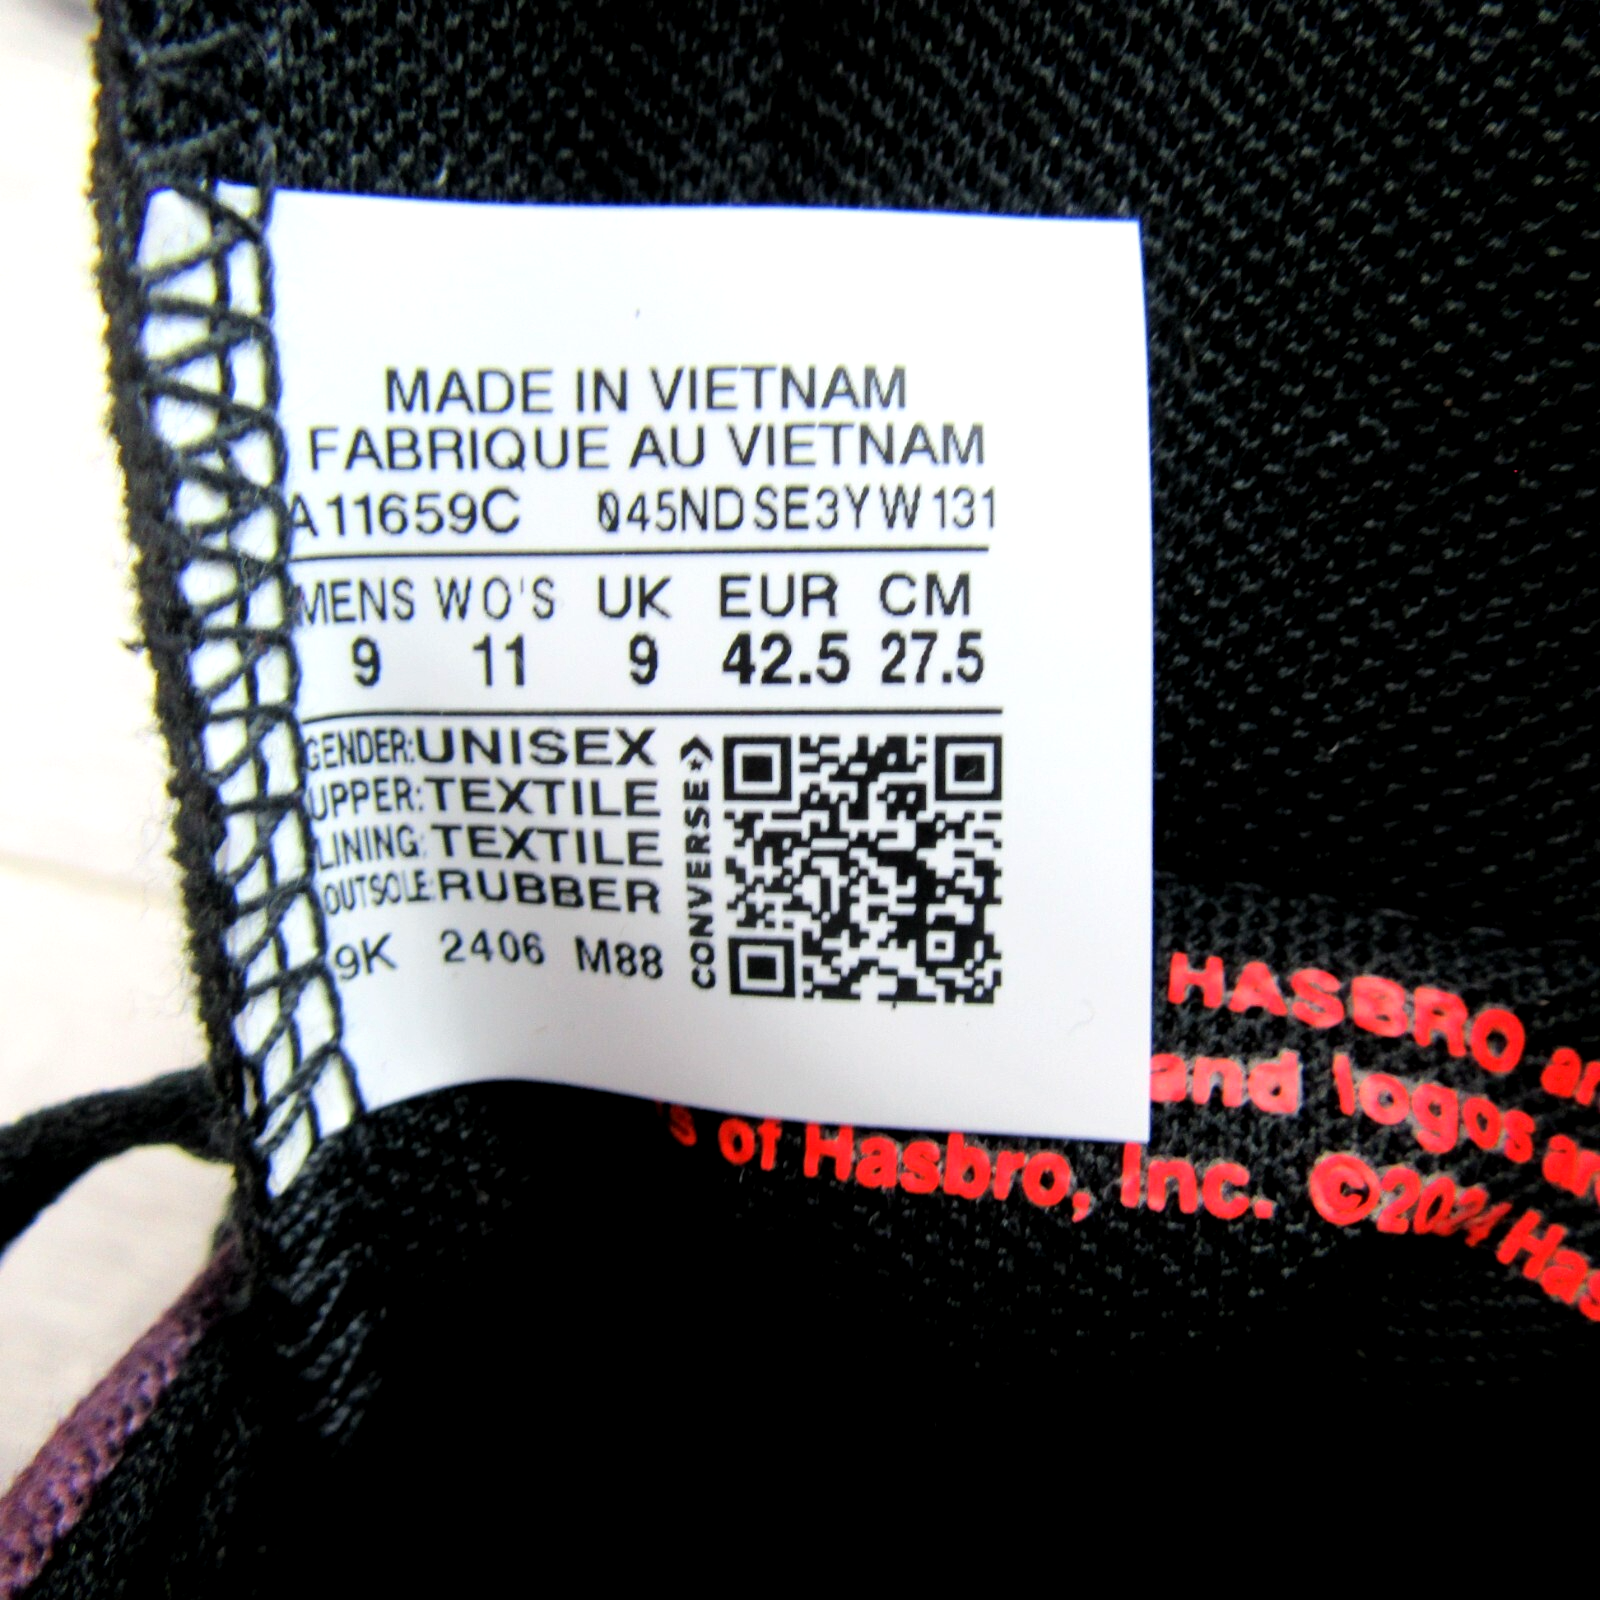 MADE IN VIETNAM
FABRIQUE AU VIETNAM
A11659C 045NDSE3YW131
MENS WO'S UK EUR CM
9 11 9 42.5 27.5
GENDER:UNISEX
UPPER:TEXTILE
LINING:TEXTILE
OUTSOLE:RUBBER
9K 2406 M88
CONVERSE
HASBRO
and logos
of Hasbro, Inc. ©2024